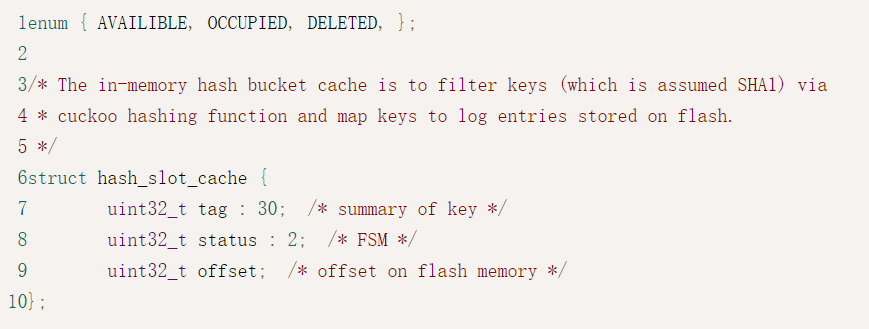 1enum { AVAILIBLE, OCCUPIED, DELETED, };
2
3/* The in-memory hash bucket cache is to filter keys (which is assumed SHA1) via
4 * cuckoo hashing function and map keys to log entries stored on flash.
5 */
6struct hash_slot_cache {
7        uint32_t tag : 30;  /* summary of key */
8        uint32_t status : 2;  /* FSM */
9        uint32_t offset;  /* offset on flash memory */
10};